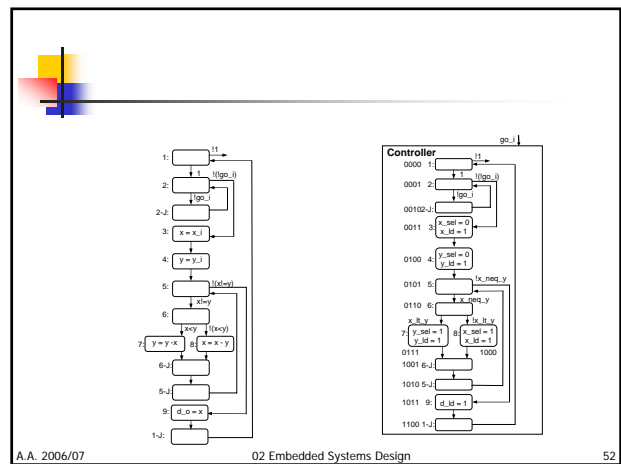 1:
!1
1
!(!go_i)
2:
!go_i
2-J:
3:
x = x_i
4:
y = y_i
5:
!(x!=y)
x!=y
6:
x<y
!(x<y)
7:
y = y -x
8:
x = x - y
6-J:
5-J:
9:
d_o = x
1-J:
go_i
Controller
0000 1:
!1
1
!(!go_i)
0001 2:
!go_i
00102-J:
0011 3:
x_sel = 0
x_ld = 1
0100 4:
y_sel = 0
y_ld = 1
0101 5:
!x_neq_y
x_neq_y
0110 6:
x_lt_y
!x_lt_y
7:
y_sel = 1
y_ld = 1
8:
x_sel = 1
x_ld = 1
0111
1000
1001 6-J:
1010 5-J:
1011 9:
d_ld = 1
1100 1-J:
A.A. 2006/07
02 Embedded Systems Design
52